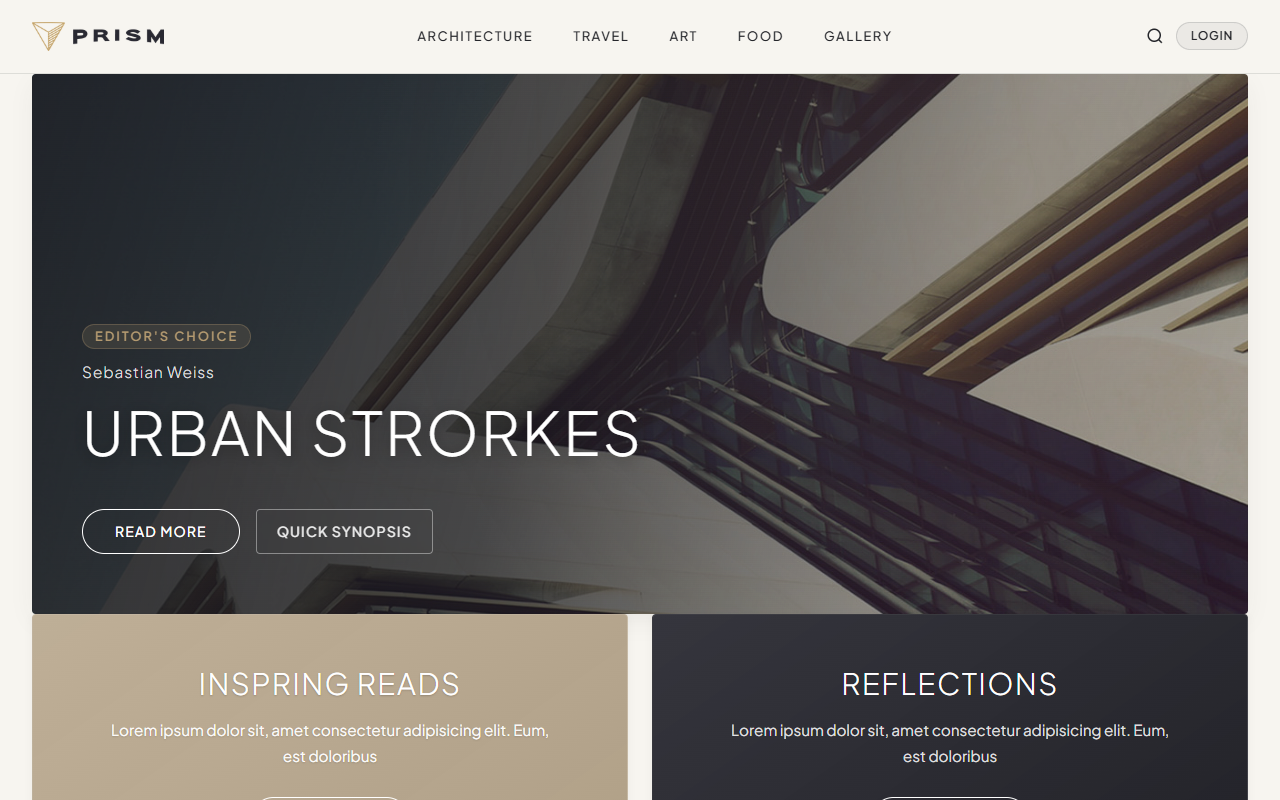 PRISM
ARCHITECTURE TRAVEL ART FOOD GALLERY
LOGIN
EDITOR'S CHOICE
Sebastian Weiss
URBAN STRORKES
READ MORE QUICK SYNOPSIS
INSPRING READS
Lorem ipsum dolor sit, amet consectetur adipisicing elit. Eum,
est doloribus
REFLECTIONS
Lorem ipsum dolor sit, amet consectetur adipisicing elit. Eum,
est doloribus